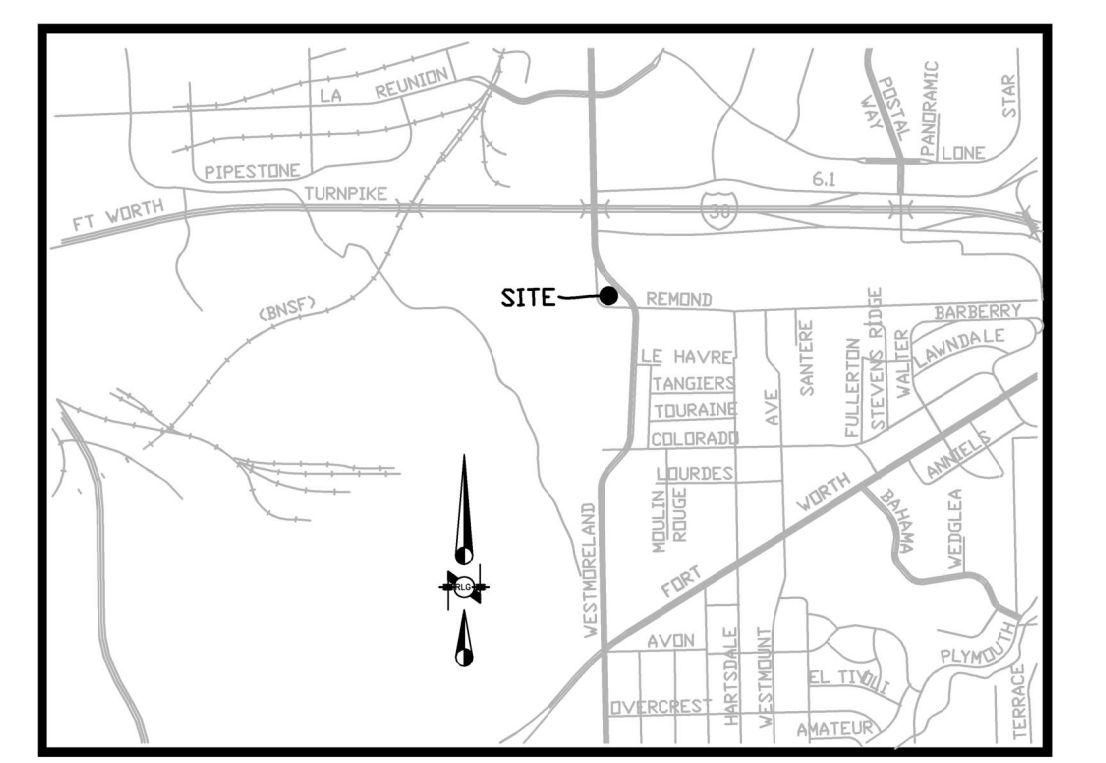 LA REUNION
POSTAL WAY
PANORAMIC
STAR
LONE
PIPESTONE
6.1
TURNPIKE
FT WORTH
30
SITE
REMOND
(BNSF)
BARBERRY
LE HAVRE
SANTERE
FULLERTON
STEVENS RIDGE
WALTER
LAWNDALE
TANGIERS
TOURAINE
AVE
COLORADO
LOURDES
ANNIELS
MOULIN
ROUGE
WORTH
BAHAMA
WEDGLEA
WESTMORELAND
RLG
FORT
AVON
HARTSDALE
WESTMOUNT
PLYMOUTH
EL TIVOLI
OVERCREST
AMATEUR
TERRACE